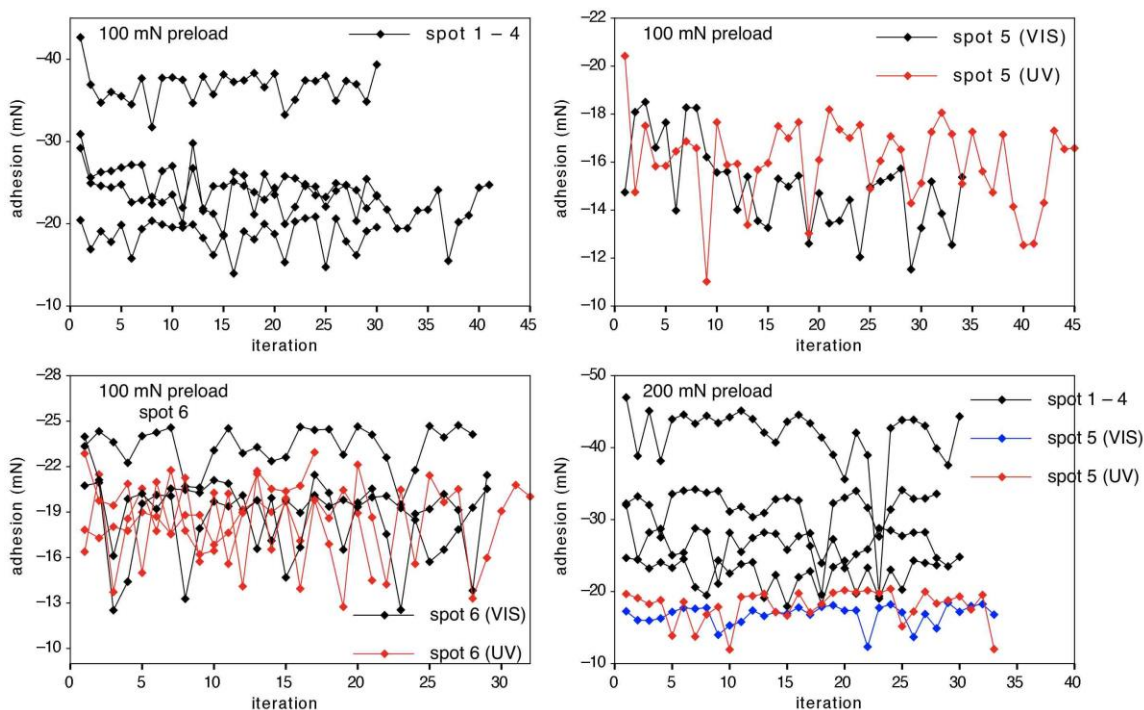 100 mN preload
spot 1 – 4
–40
–30
–20
–10
adhesion (mN)
0 5 10 15 20 25 30 35 40 45
iteration
100 mN preload
spot 5 (VIS)
spot 5 (UV)
–22
–20
–18
–16
–14
–12
–10
adhesion (mN)
0 5 10 15 20 25 30 35 40 45
iteration
100 mN preload
spot 6
–28
–25
–22
–19
–16
–13
–10
adhesion (mN)
spot 6 (VIS)
spot 6 (UV)
0 5 10 15 20 25 30
iteration
200 mN preload
spot 1 – 4
spot 5 (VIS)
spot 5 (UV)
–50
–40
–30
–20
–10
adhesion (mN)
0 5 10 15 20 25 30 35 40
iteration